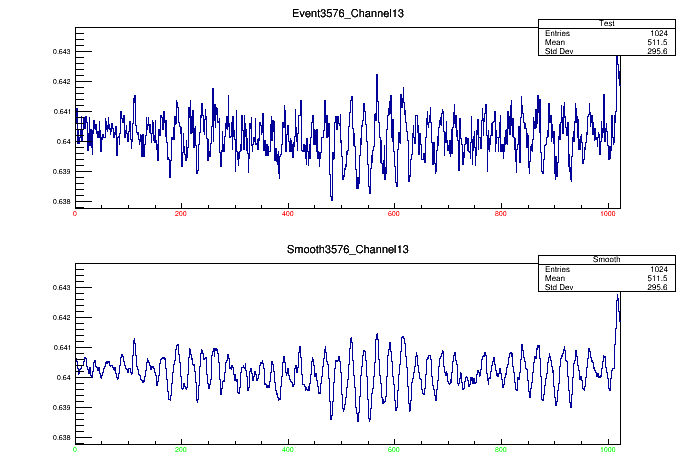 Event3576_Channel13
Test
Entries 1024
Mean 511.5
Std Dev 295.6
0.643
0.642
0.641
0.64
0.639
0.638
0 200 400 600 800 1000
Smooth3576_Channel13
Smooth
Entries 1024
Mean 511.5
Std Dev 295.6
0.643
0.642
0.641
0.64
0.639
0.638
0 200 400 600 800 1000